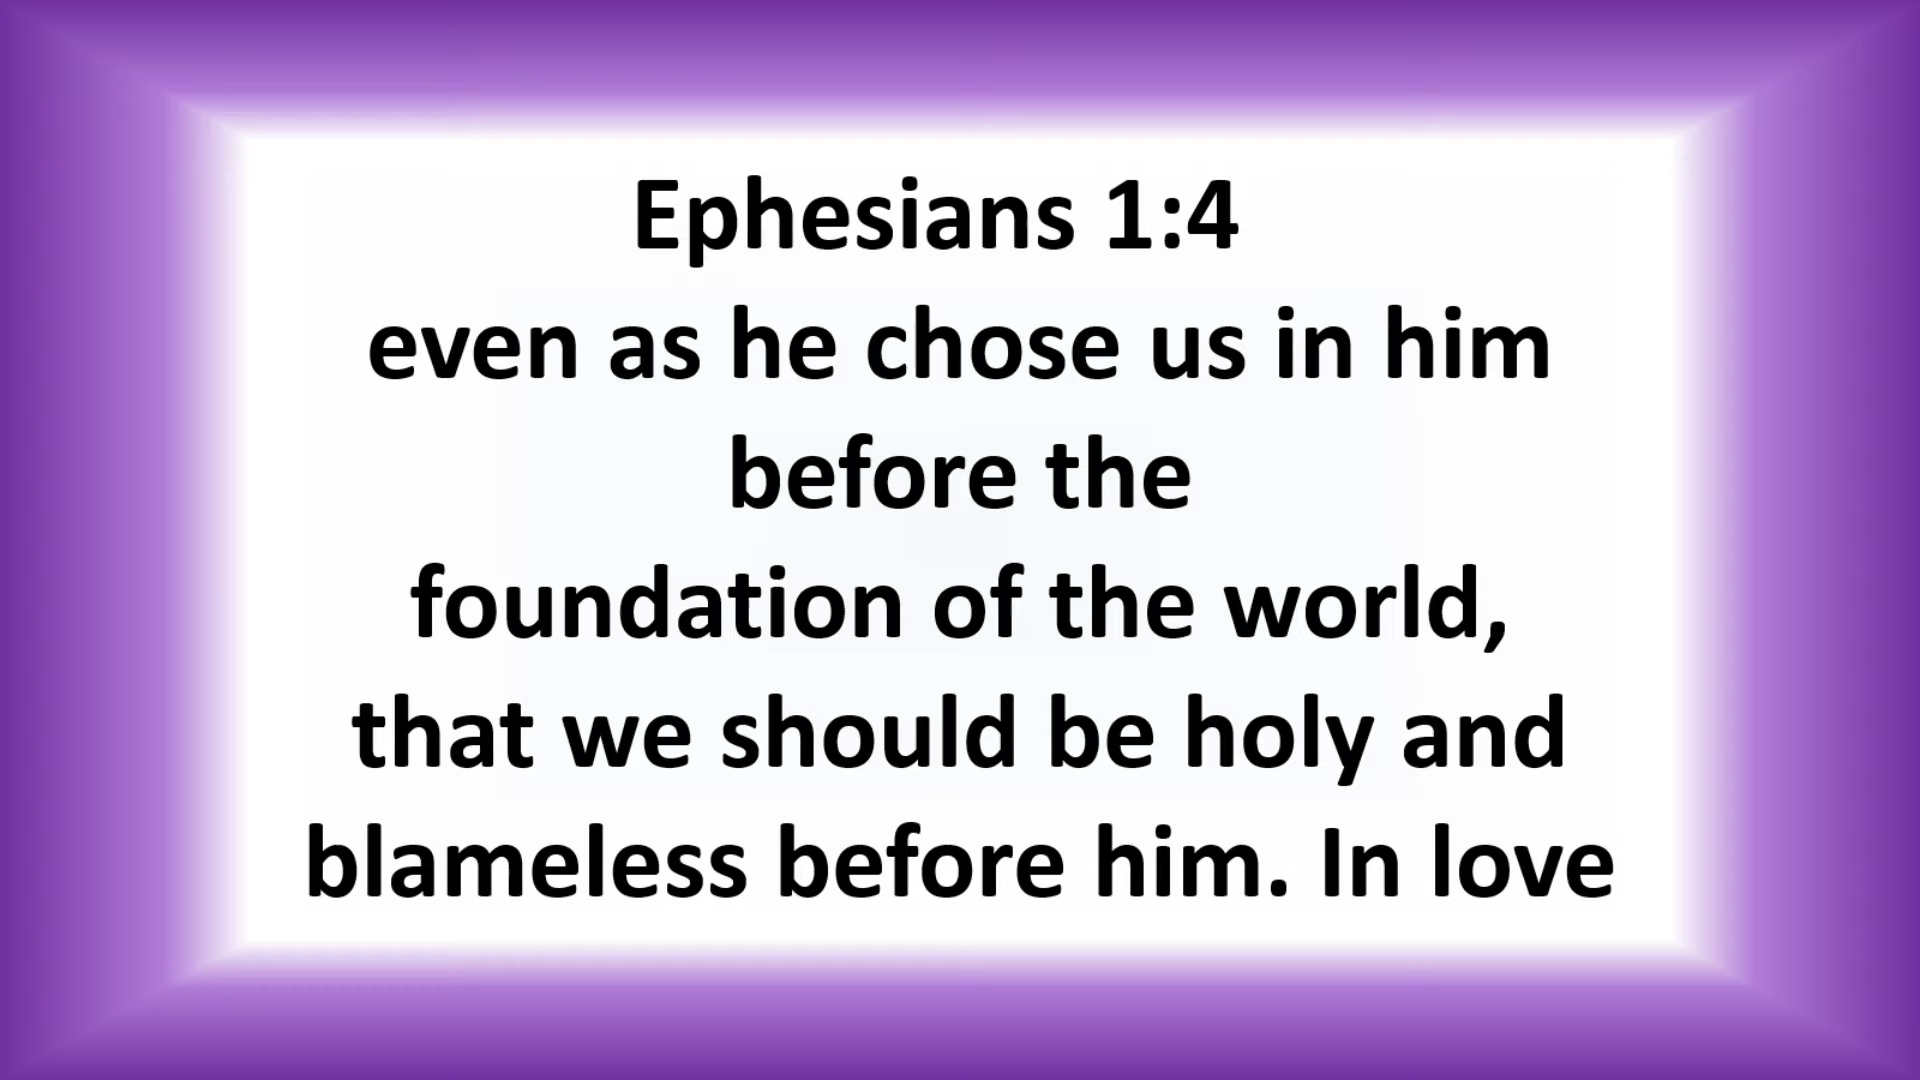 Ephesians 1:4
even as he chose us in him
before the
foundation of the world,
that we should be holy and
blameless before him. In love